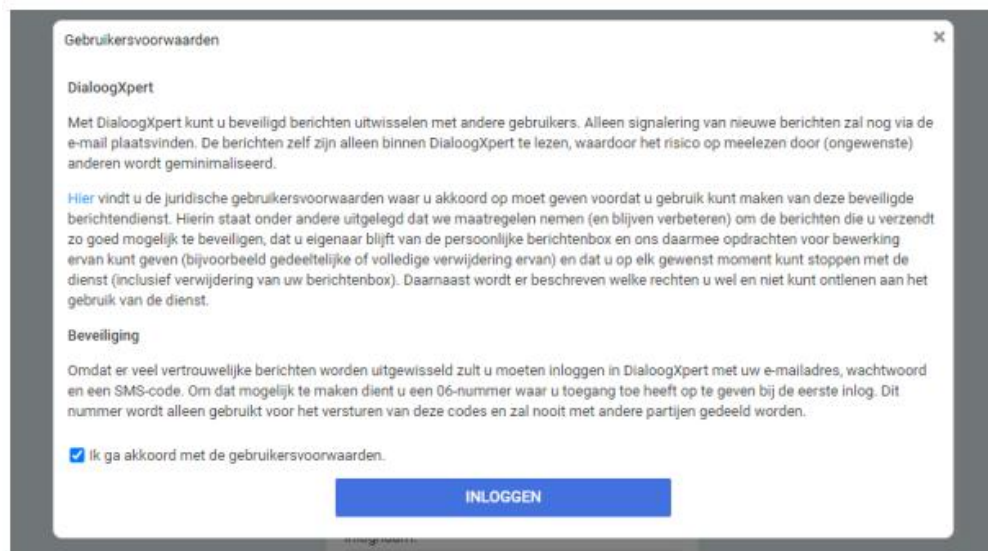 Gebruikersvoorwaarden
DialoogXpert
Met DialoogXpert kunt u beveiligd berichten uitwisselen met andere gebruikers. Alleen signalering van nieuwe berichten zal nog via de
e-mail plaatsvinden. De berichten zelf zijn alleen binnen DialoogXpert te lezen, waardoor het risico op meelezen door (ongewenste)
anderen wordt geminimaliseerd.
Hier vindt u de juridische gebruikersvoorwaarden waar u akkoord op moet geven voordat u gebruik kunt maken van deze beveiligde
berichtendienst. Hierin staat onder andere uitgelegd dat we maatregelen nemen (en blijven verbeteren) om de berichten die u verzendt
zo goed mogelijk te beveiligen, dat u eigenaar blijft van de persoonlijke berichtenbox en ons daarmee opdrachten voor bewerking
ervan kunt geven (bijvoorbeeld gedeeltelijke of volledige verwijdering ervan) en dat u op elk gewenst moment kunt stoppen met de
dienst (inclusief verwijdering van uw berichtenbox). Daarnaast wordt er beschreven welke rechten u wel en niet kunt ontlenen aan het
gebruik van de dienst.
Beveiliging
Omdat er veel vertrouwelijke berichten worden uitgewisseld zult u moeten inloggen in DialoogXpert met uw e-mailadres, wachtwoord
en een SMS-code. Om dat mogelijk te maken dient u een 06-nummer waar u toegang toe heeft op te geven bij de eerste inlog. Dit
nummer wordt alleen gebruikt voor het versturen van deze codes en zal nooit met andere partijen gedeeld worden.
Ik ga akkoord met de gebruikersvoorwaarden.
INLOGGEN